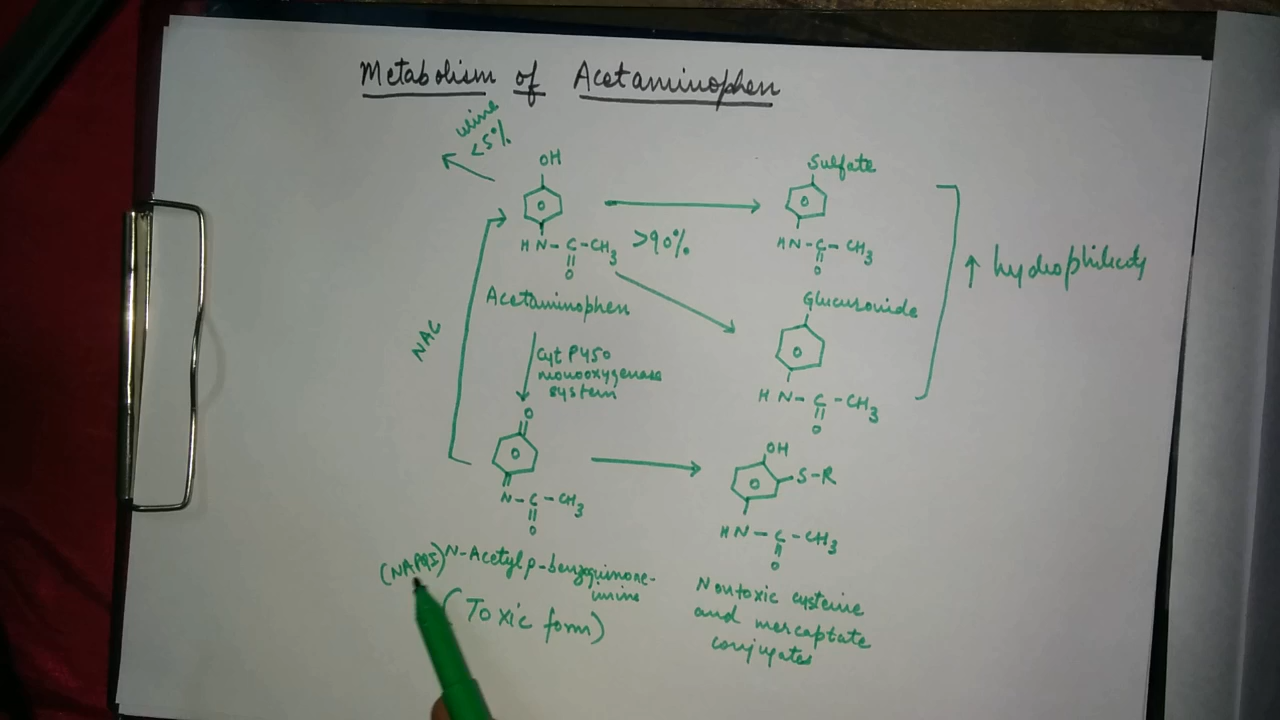 Metabolism of Acetaminophen
urine
<5%
OH
HN-C-CH3
O
>90%
Acetaminophen
Sulfate
HN-C-CH3
O
Glucuronide
HN-C-CH3
O
↑ hydrophilicity
NAC
Cyt P450
monooxygenase
system
O
N-C-CH3
O
OH
S-R
HN-C-CH3
O
(NAPQI) N-Acetyl p-benzoquinone-
imine
(Toxic form)
Nontoxic cysteine
and mercaptate
conjugates